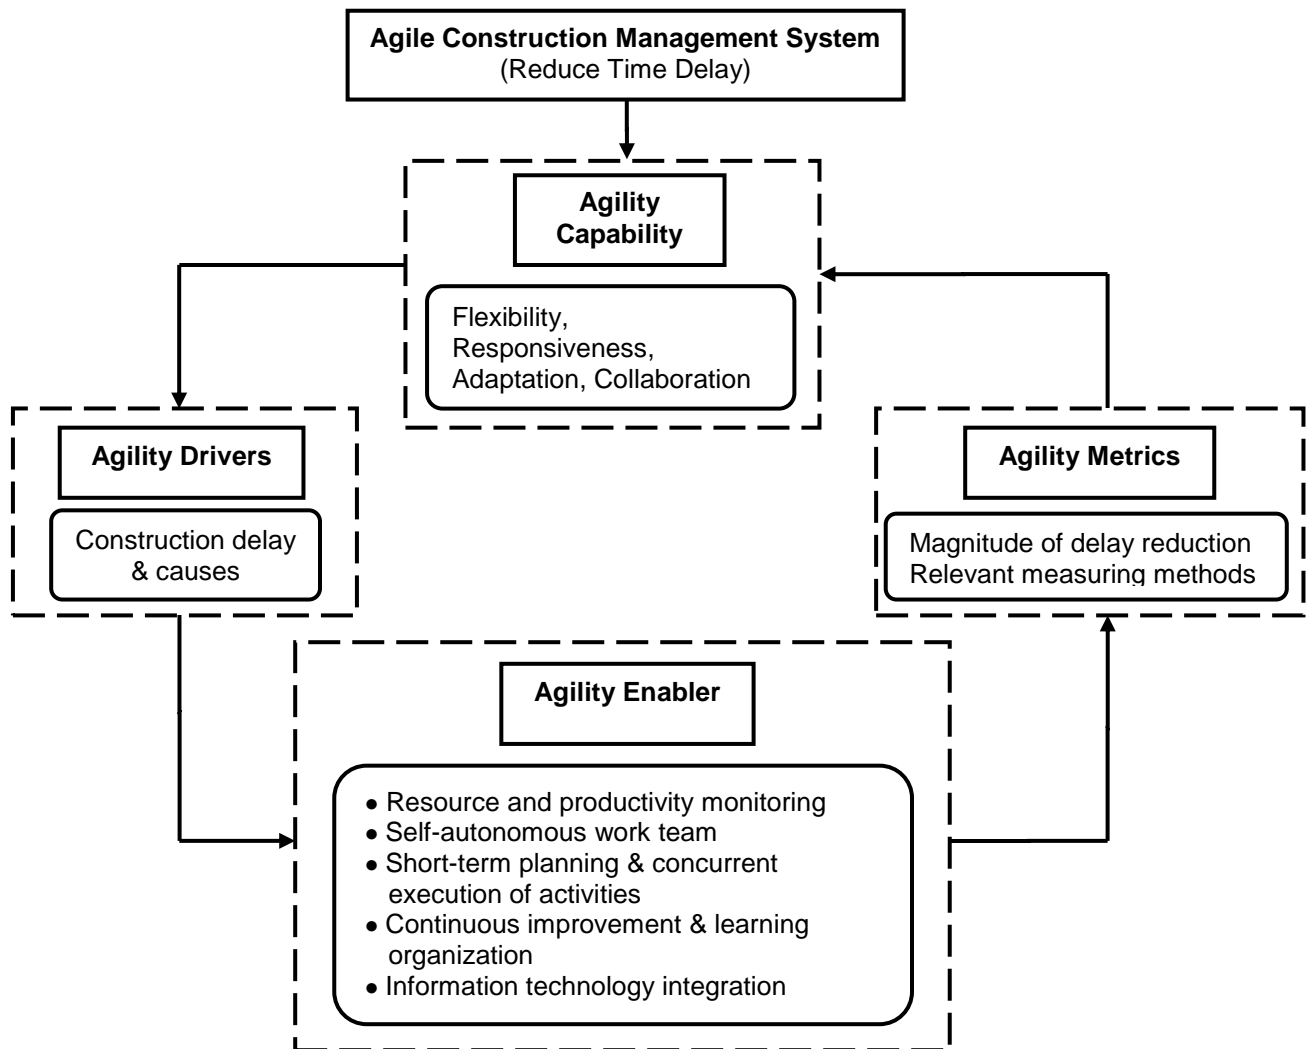 Agile Construction Management System
(Reduce Time Delay)
Agility
Capability
Flexibility,
Responsiveness,
Adaptation, Collaboration
Agility Drivers
Construction delay
& causes
Agility Metrics
Magnitude of delay reduction
Relevant measuring methods
Agility Enabler
• Resource and productivity monitoring
• Self-autonomous work team
• Short-term planning & concurrent
execution of activities
• Continuous improvement & learning
organization
• Information technology integration